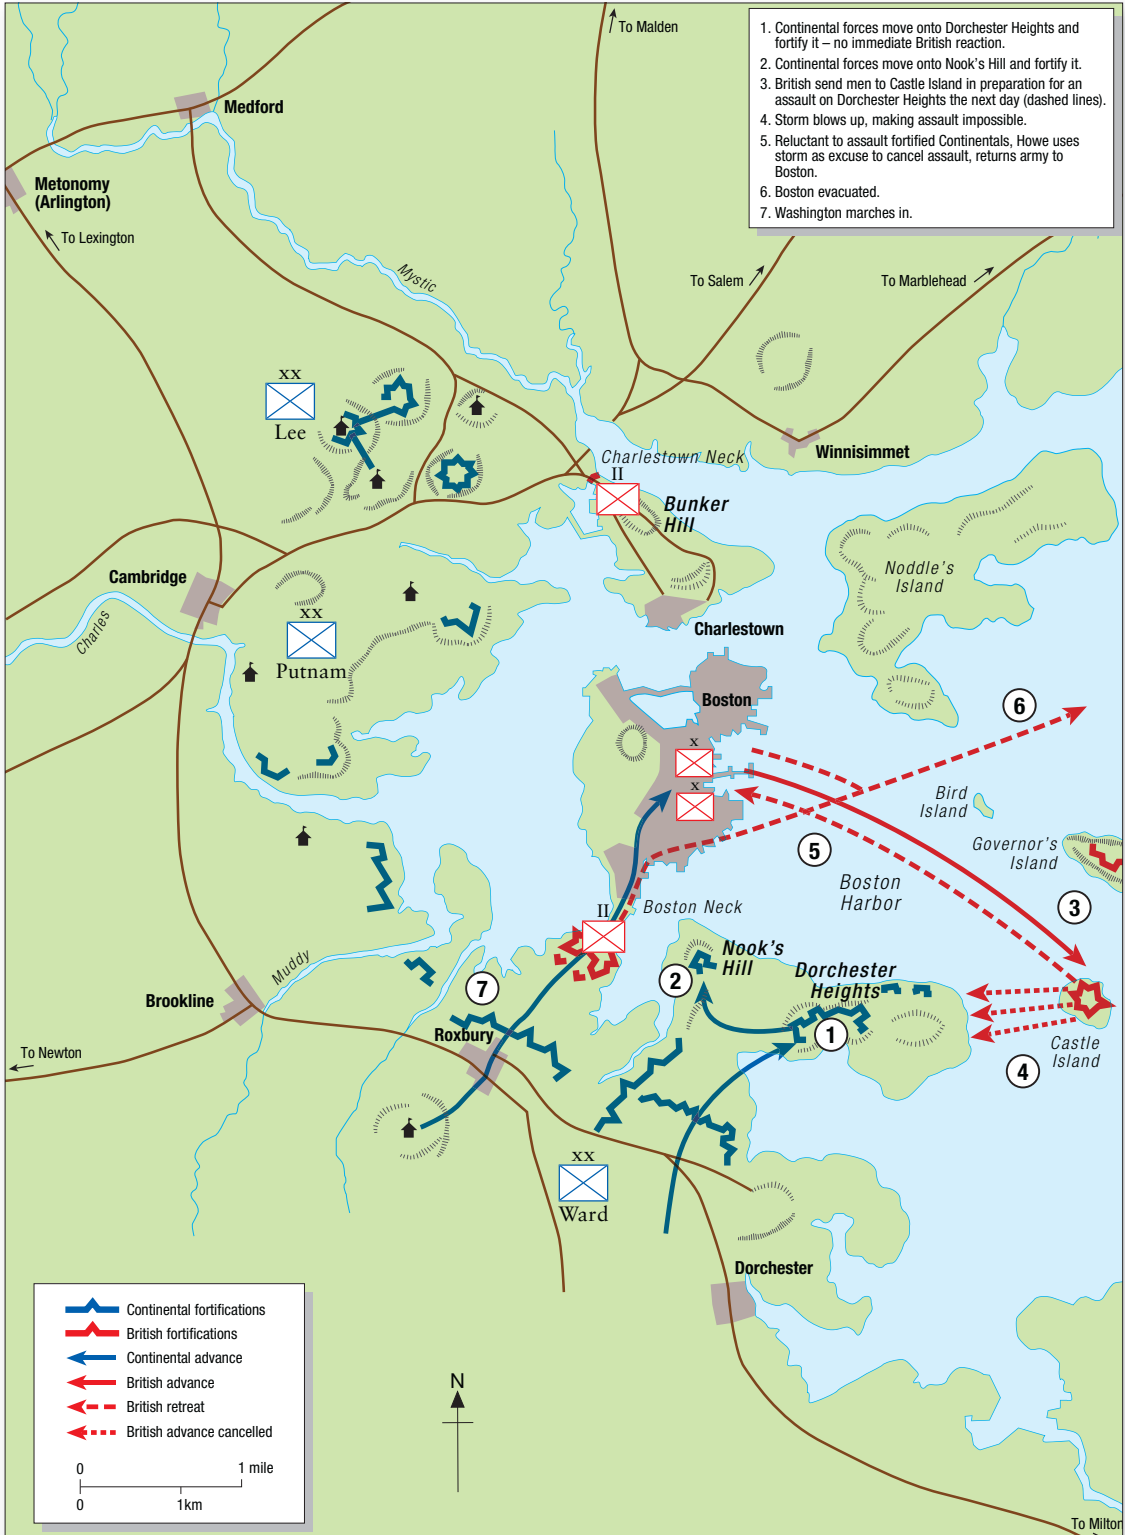 To Malden
1. Continental forces move onto Dorchester Heights and
fortify it – no immediate British reaction.
2. Continental forces move onto Nook's Hill and fortify it.
3. British send men to Castle Island in preparation for an
assault on Dorchester Heights the next day (dashed lines).
4. Storm blows up, making assault impossible.
5. Reluctant to assault fortified Continentals, Howe uses
storm as excuse to cancel assault, returns army to
Boston.
6. Boston evacuated.
7. Washington marches in.
Medford
Metonomy
(Arlington)
To Lexington
Mystic
To Salem
To Marblehead
XX
Lee
Winnisimmet
Charlestown Neck
II
Bunker
Hill
Noddle's
Island
Cambridge
Charles
XX
Putnam
Charlestown
Boston
6
X
X
Bird
Island
5
Governor's
Island
Boston
Harbor
3
II
Boston Neck
Nook's
Hill
2
Dorchester
Heights
Muddy
7
Brookline
Roxbury
1
To Newton
Castle
Island
4
XX
Ward
Dorchester
Continental fortifications
British fortifications
Continental advance
British advance
British retreat
British advance cancelled
0
1 mile
0
1km
N
To Milton